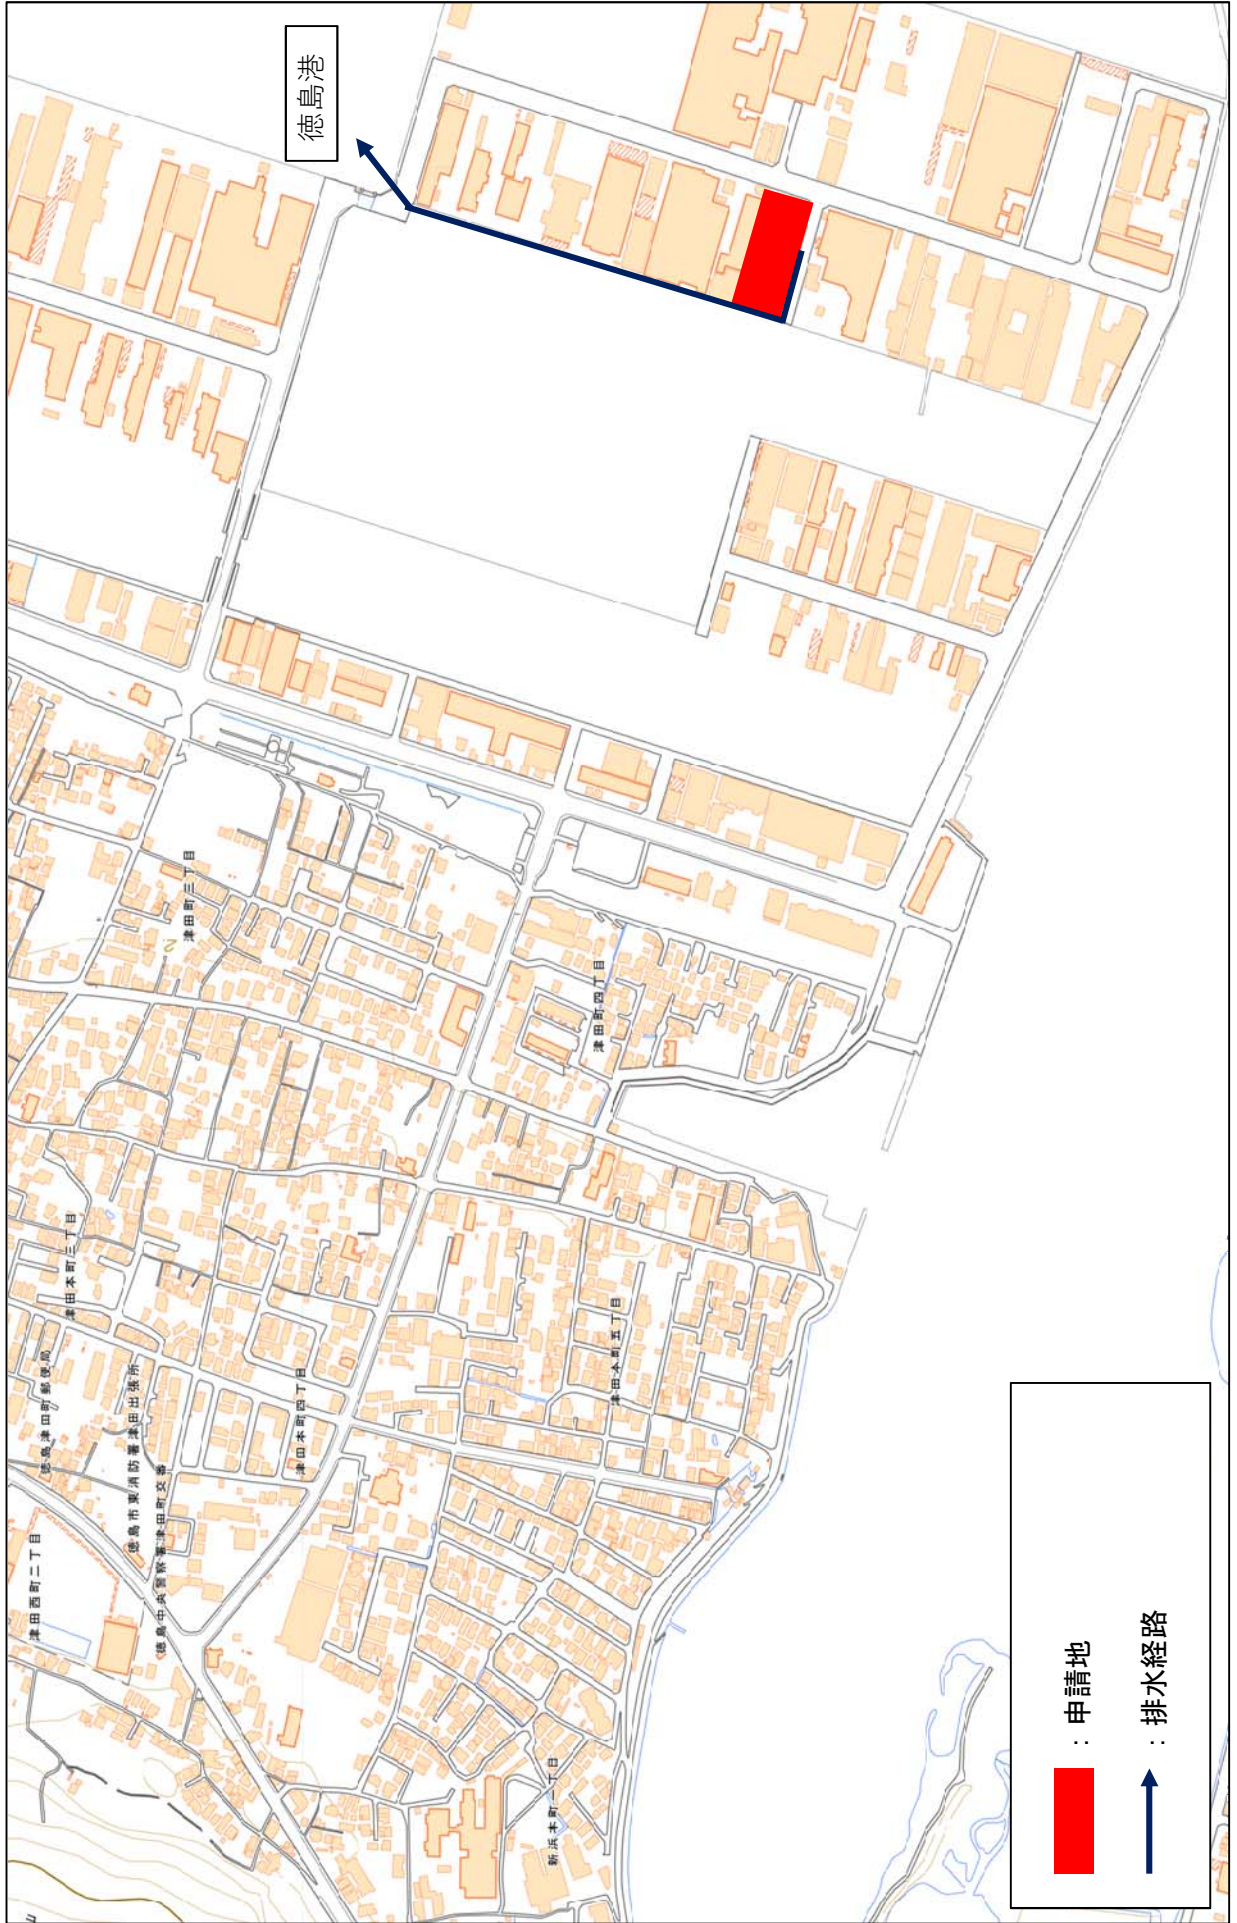 徳島港
津田町三丁目
津田町四丁目
津田本町三丁目
徳島津田町郵便局
徳島市東消防署津田出張所
徳島中央警察署津田町交番
津田本町四丁目
津田本町五丁目
津田西町二丁目
新浜本町一丁目
：申請地
：排水経路